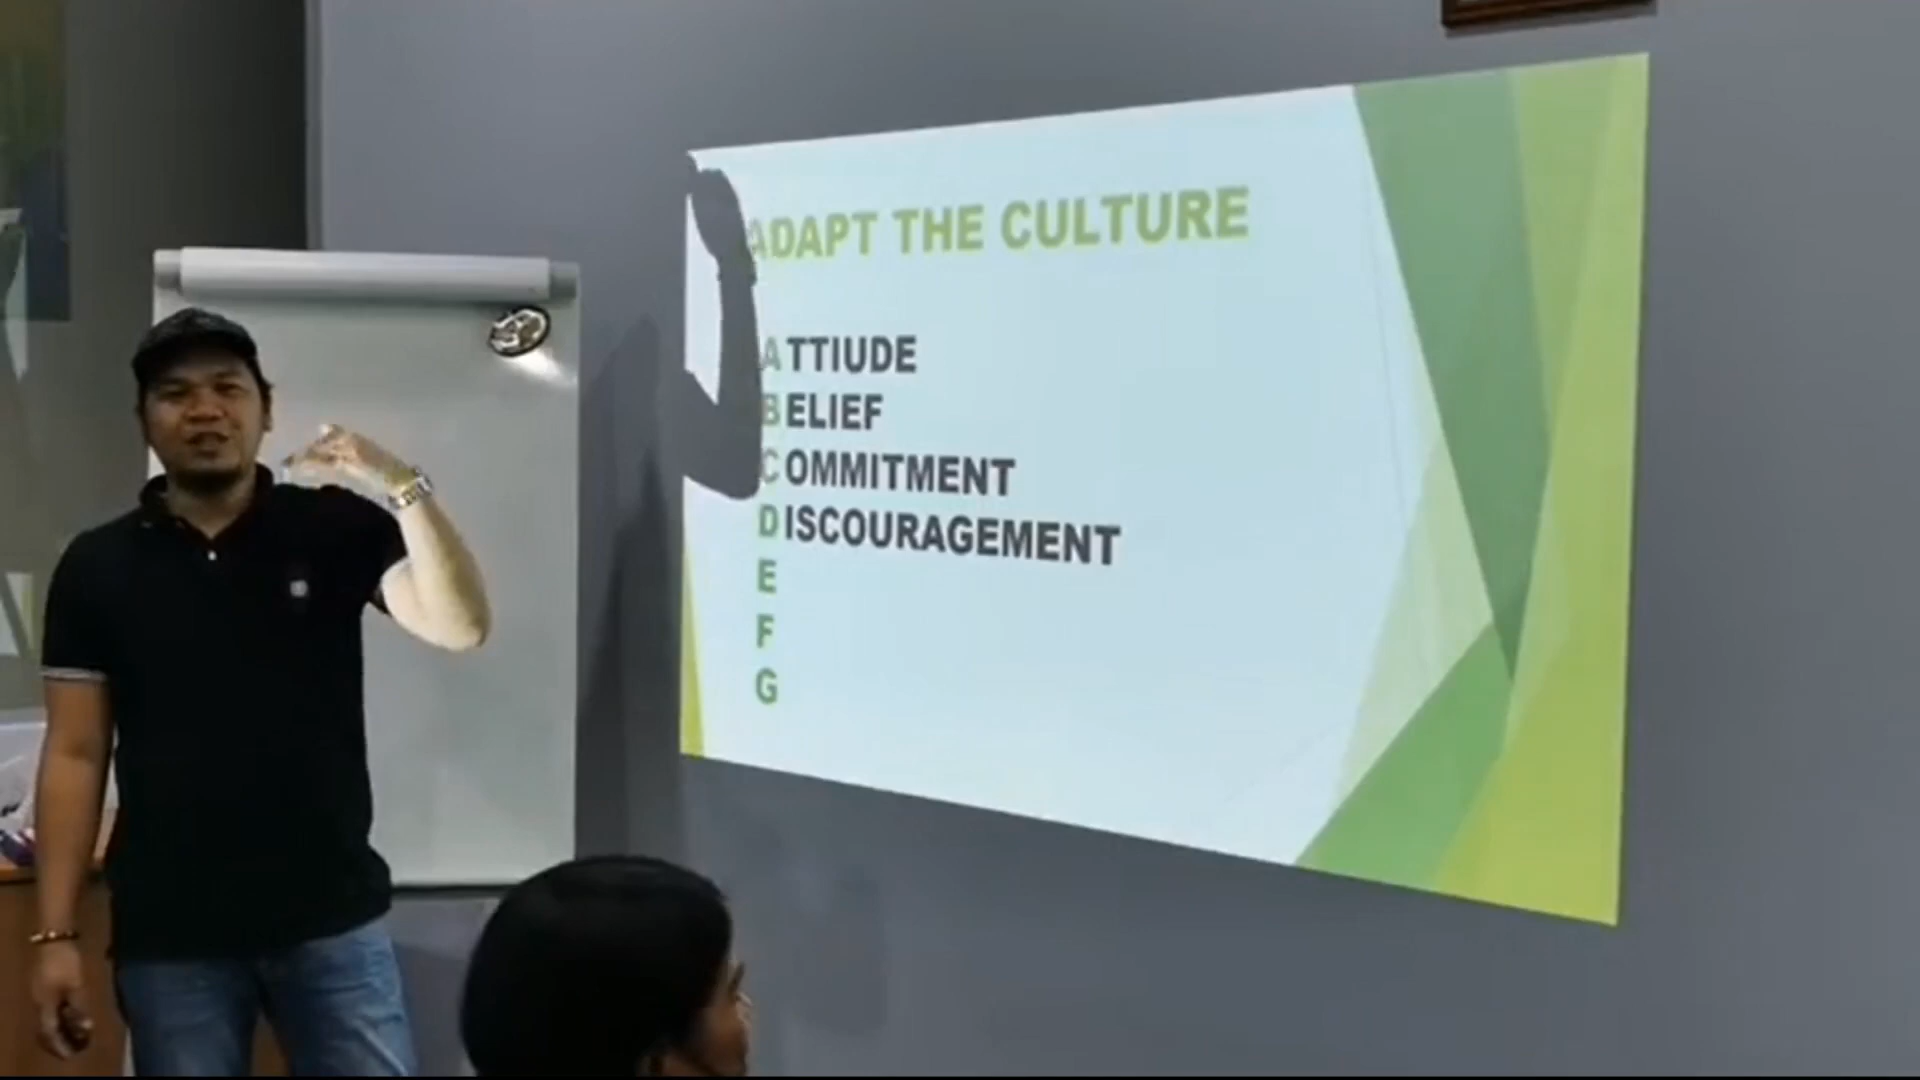 ADAPT THE CULTURE
ATTIUDE
BELIEF
COMMITMENT
DISCOURAGEMENT
E
F
G